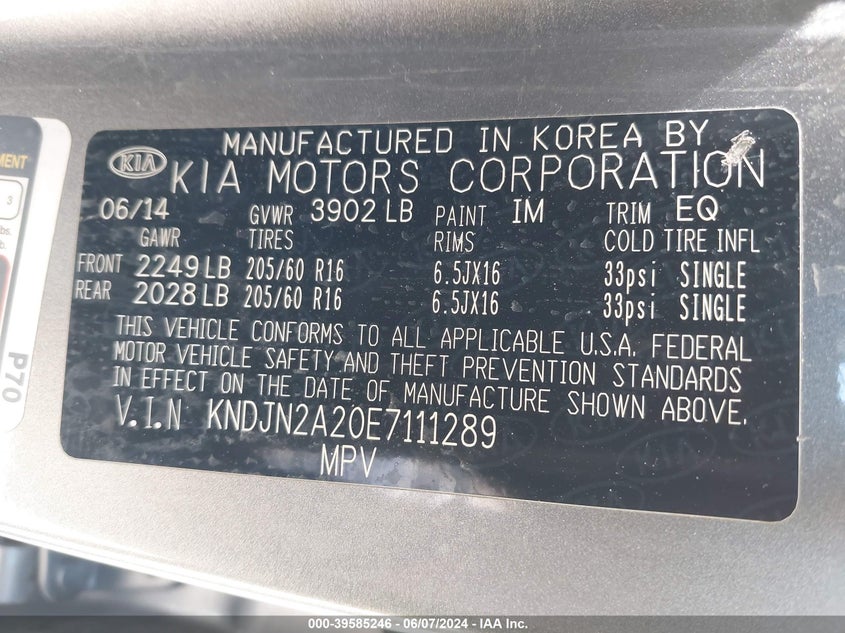 MENT
3
bs.
b.
P70
MANUFACTURED IN KOREA BY
KIA KIA MOTORS CORPORATION
06/14 GVWR 3902 LB PAINT IM TRIM EQ
GAWR TIRES RIMS COLD TIRE INFL
FRONT 2249 LB 205/60 R16 6.5JX16 33psi SINGLE
REAR 2028 LB 205/60 R16 6.5JX16 33psi SINGLE
THIS VEHICLE CONFORMS TO ALL APPLICABLE U.S.A. FEDERAL
MOTOR VEHICLE SAFETY AND THEFT PREVENTION STANDARDS
IN EFFECT ON THE DATE OF MANUFACTURE SHOWN ABOVE.
V.I.N KNDJN2A20E7111289
MPV
000-39585246 - 06/07/2024 - IAA Inc.